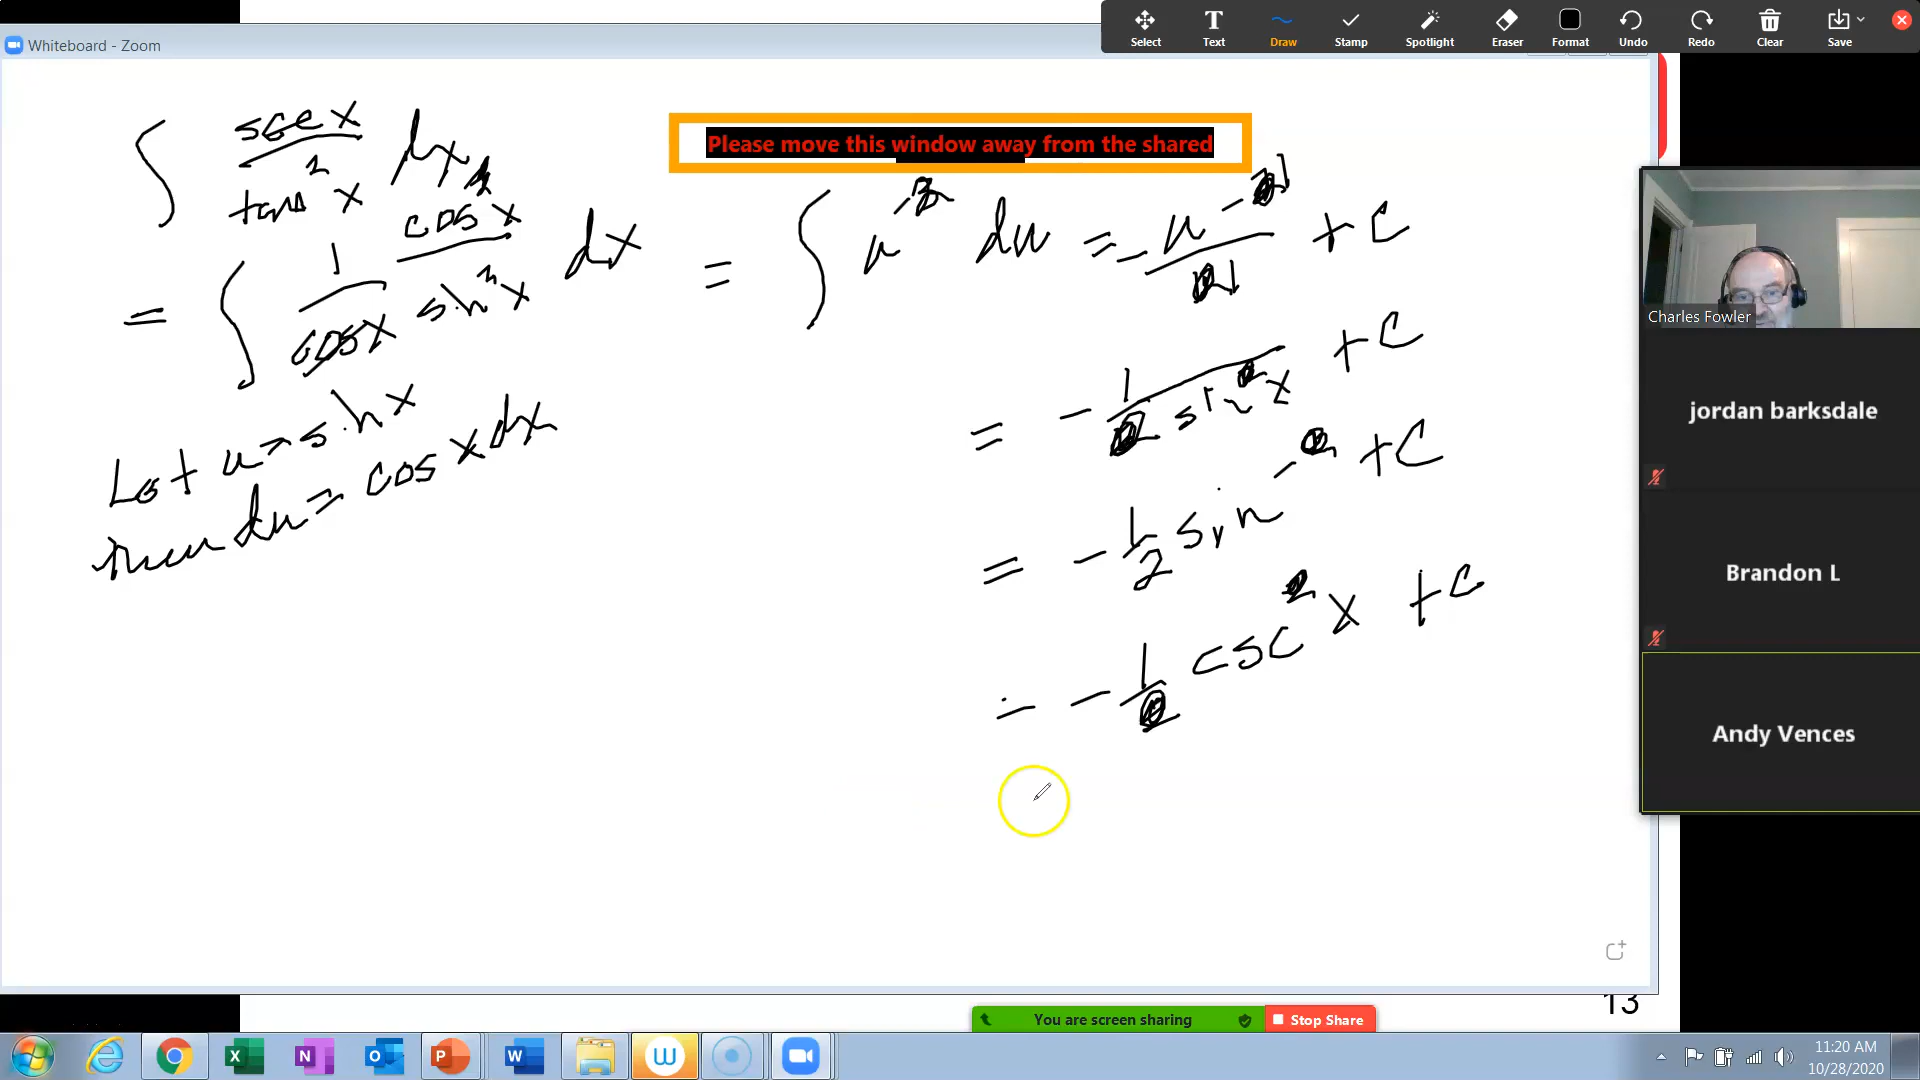 Select Text Draw Stamp Spotlight Eraser Format Undo Redo Clear Save
Whiteboard - Zoom
Please move this window away from the shared
∫ sec x / tan² x dx
= ∫ 1 / cos x cos² x / sin² x dx
Let u = sin x
then du = cos x dx
= ∫ u⁻² du = - u⁻¹ / 1 + C
= - 1 / sin x + C
= - 1/2 sin⁻ + C
= - 1 csc x + C
Charles Fowler
jordan barksdale
Brandon L
Andy Vences
13
You are screen sharing Stop Share
11:20 AM
10/28/2020